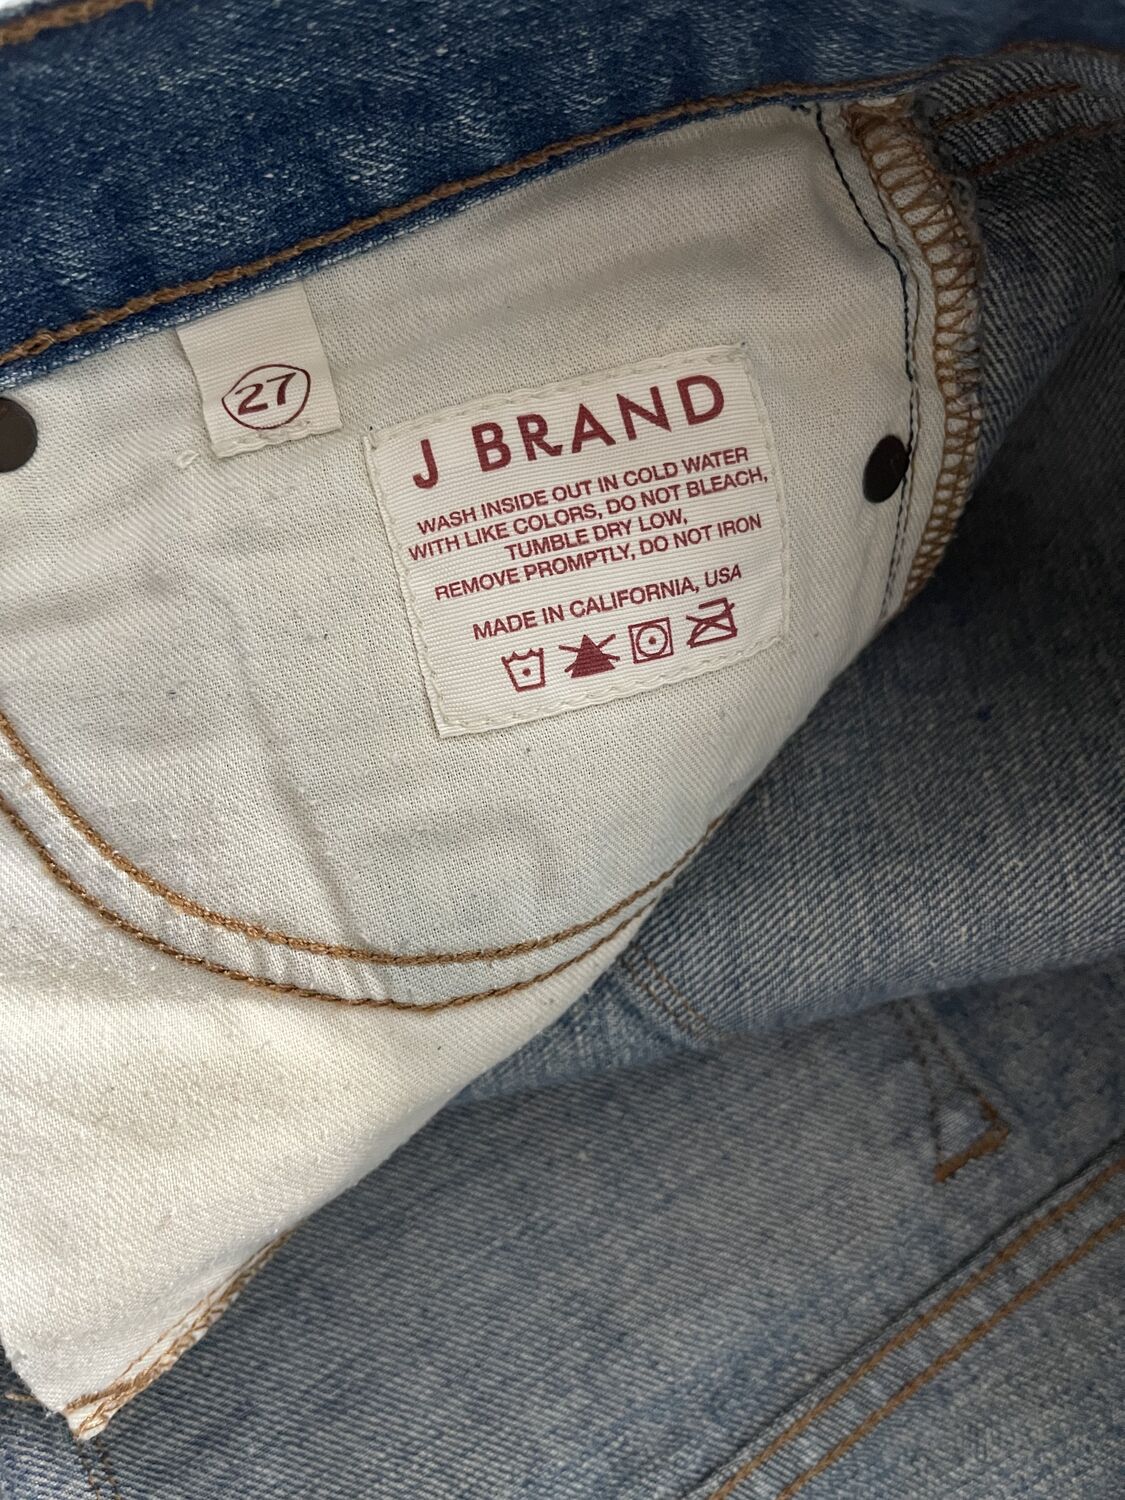 27
J BRAND
WASH INSIDE OUT IN COLD WATER
WITH LIKE COLORS, DO NOT BLEACH,
TUMBLE DRY LOW,
REMOVE PROMPTLY, DO NOT IRON
MADE IN CALIFORNIA, USA